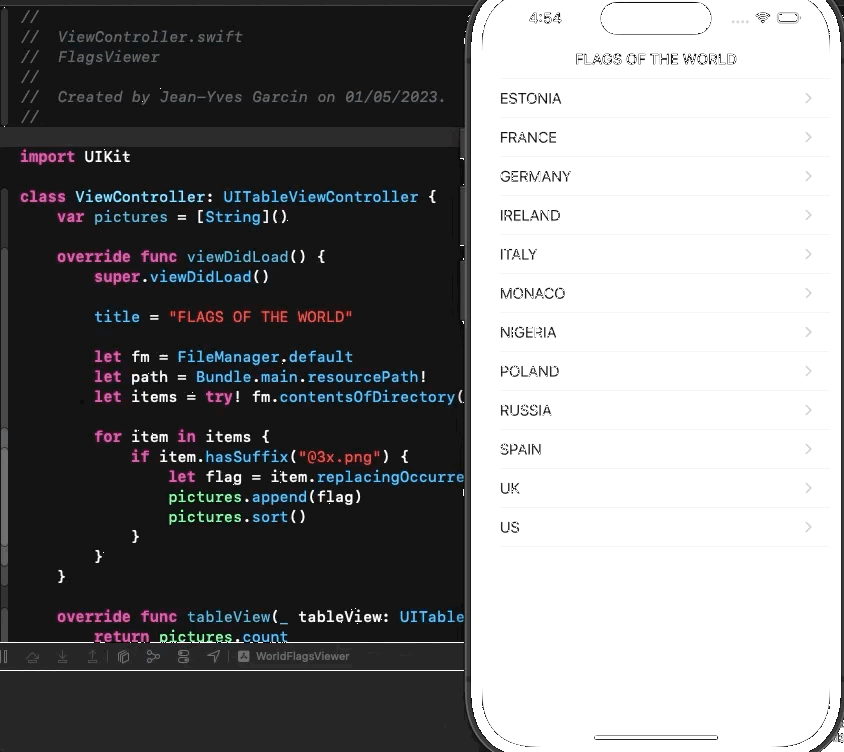 //
//  ViewController.swift
//  FlagsViewer
//
//  Created by Jean-Yves Garcin on 01/05/2023.
//
import UIKit
class ViewController: UITableViewController {
    var pictures = [String]()
    override func viewDidLoad() {
        super.viewDidLoad()
        title = "FLAGS OF THE WORLD"
        let fm = FileManager.default
        let path = Bundle.main.resourcePath!
        let items = try! fm.contentsOfDirectory(
        for item in items {
            if item.hasSuffix("@3x.png") {
                let flag = item.replacingOccurre
                pictures.append(flag)
                pictures.sort()
            }
        }
    }
    override func tableView(_ tableView: UITable
        return pictures.count
WorldFlagsViewer
4:54
FLAGS OF THE WORLD
ESTONIA
FRANCE
GERMANY
IRELAND
ITALY
MONACO
NIGERIA
POLAND
RUSSIA
SPAIN
UK
US